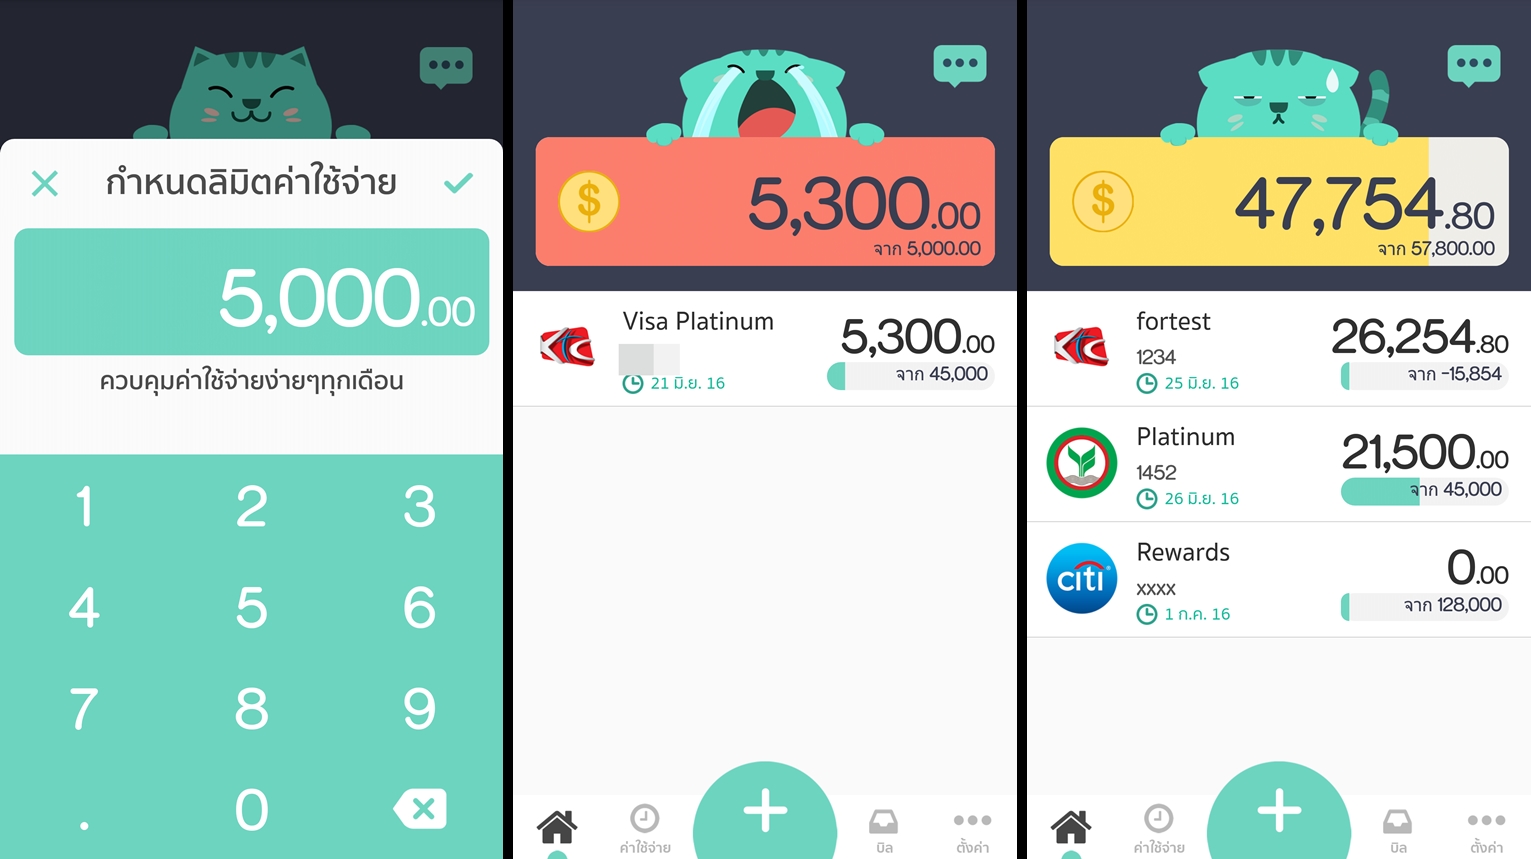 กำหนดลิมิตค่าใช้จ่าย
5,000.00
ควบคุมค่าใช้จ่ายง่ายๆทุกเดือน
1 2 3
4 5 6
7 8 9
. 0
$
5,300.00
จาก 5,000.00
KTC
Visa Platinum
5,300.00
21 มิ.ย. 16
จาก 45,000
ค่าใช้จ่าย
บิล
ตั้งค่า
$
47,754.80
จาก 57,800.00
KTC
fortest
1234
25 มิ.ย. 16
26,254.80
จาก -15,854
Platinum
1452
26 มิ.ย. 16
21,500.00
จาก 45,000
citi
Rewards
xxxx
1 ก.ค. 16
0.00
จาก 128,000
ค่าใช้จ่าย
บิล
ตั้งค่า